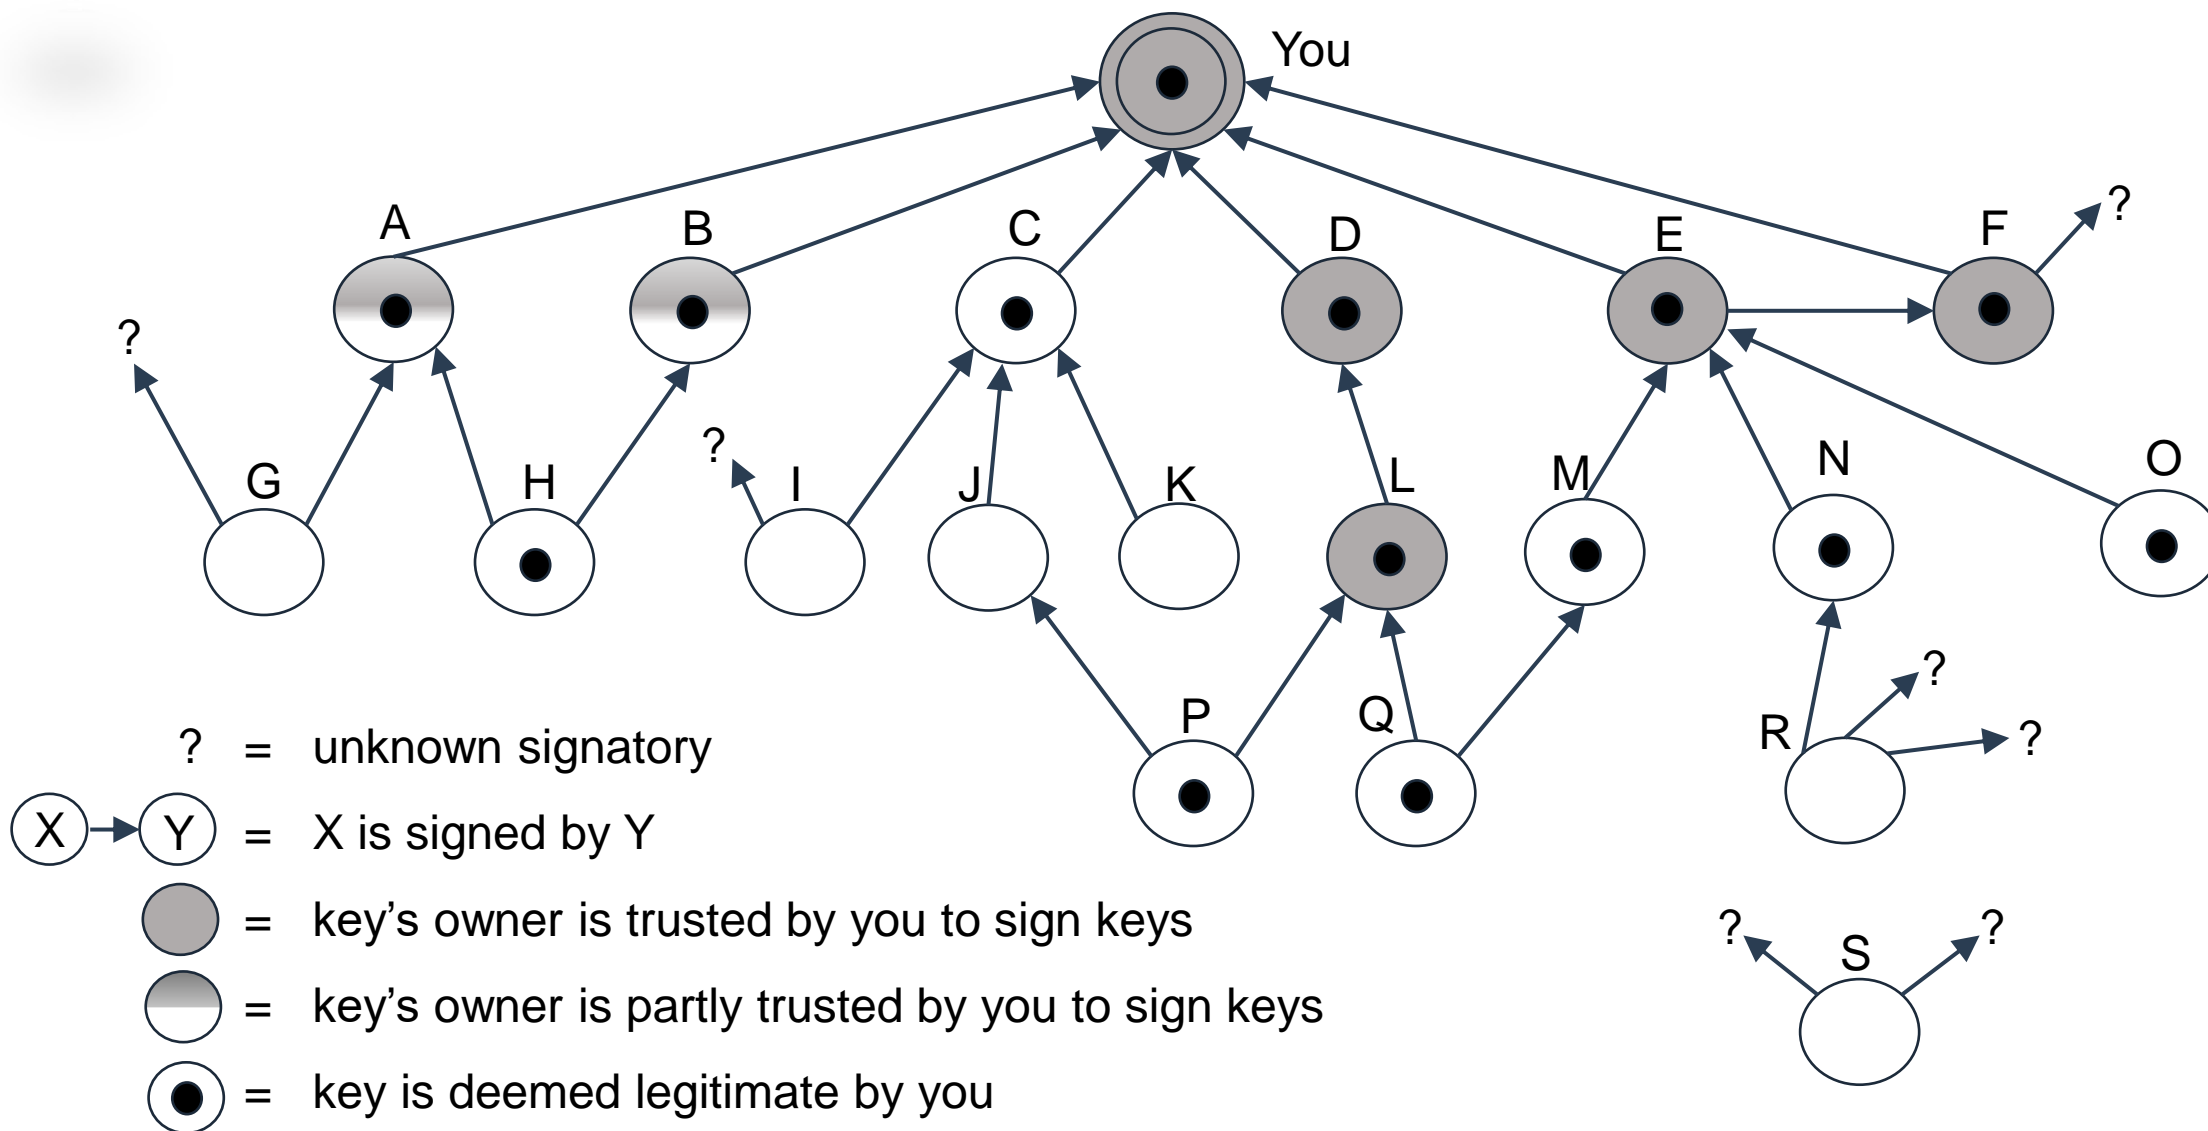 You
A B C D E F ?
?
G H ? I J K L M N O
P Q R ? ?
? = unknown signatory
X Y = X is signed by Y
= key's owner is trusted by you to sign keys
? S ?
= key's owner is partly trusted by you to sign keys
= key is deemed legitimate by you